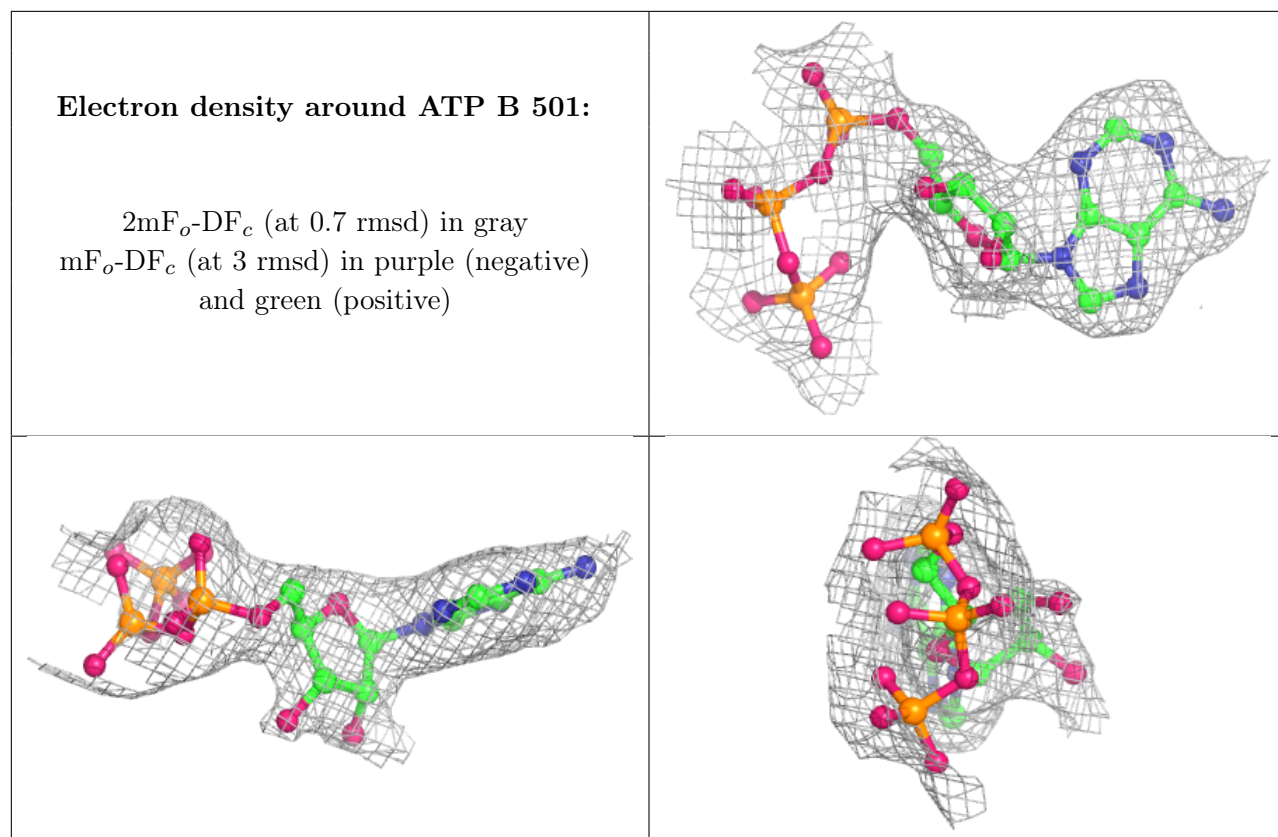 Electron density around ATP B 501:
2mFo-DFc (at 0.7 rmsd) in gray
mFo-DFc (at 3 rmsd) in purple (negative)
and green (positive)